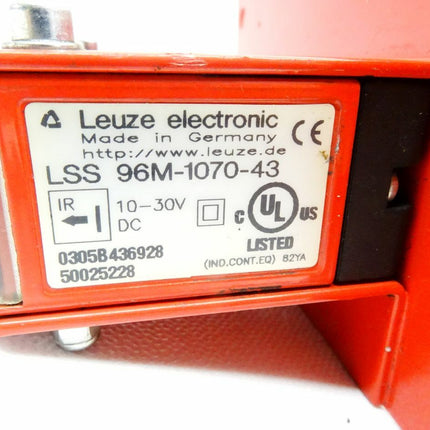 Leuze electronic
Made in Germany
http://www.leuze.de
CE
LSS 96M-1070-43
IR
10-30V
DC
C UL US
LISTED
0305B436928
50025228
(IND.CONT.EQ) 82YA